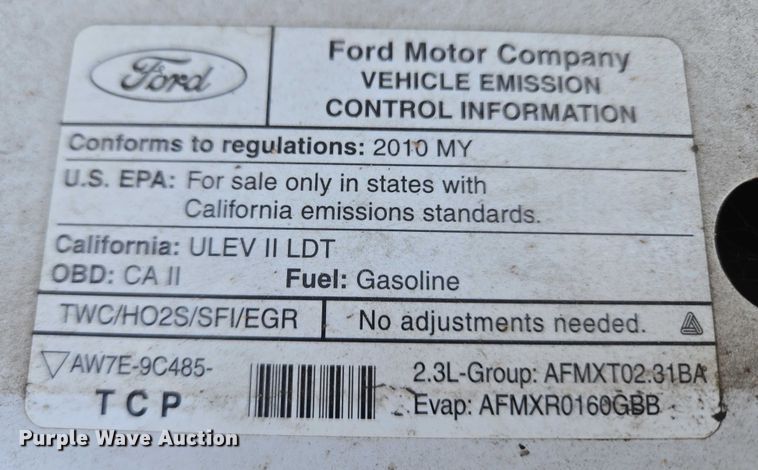 Ford
Ford Motor Company
VEHICLE EMISSION
CONTROL INFORMATION
Conforms to regulations: 2010 MY
U.S. EPA: For sale only in states with
California emissions standards.
California: ULEV II LDT
OBD: CA II Fuel: Gasoline
TWC/HO2S/SFI/EGR No adjustments needed.
AW7E-9C485-
TCP
2.3L-Group: AFMXT02.31BA
Evap: AFMXR0160GBB
Purple Wave Auction